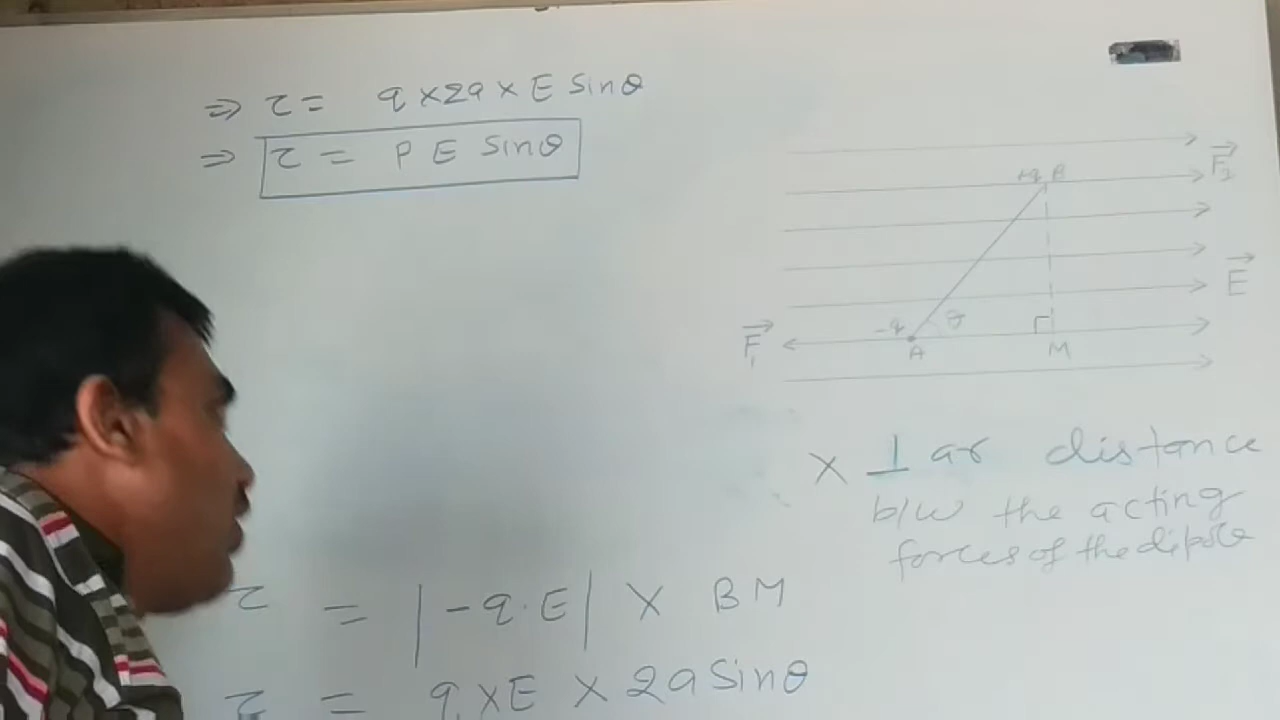 ⇒ τ = q × 2a × E Sinθ
⇒ τ = P E Sinθ
+q B
F₂
E
-q θ
F₁
A M
× ⊥ ar distance
b/w the acting
forces of the dipole
τ = |-q.E| × BM
τ = q × E × 2a Sinθ